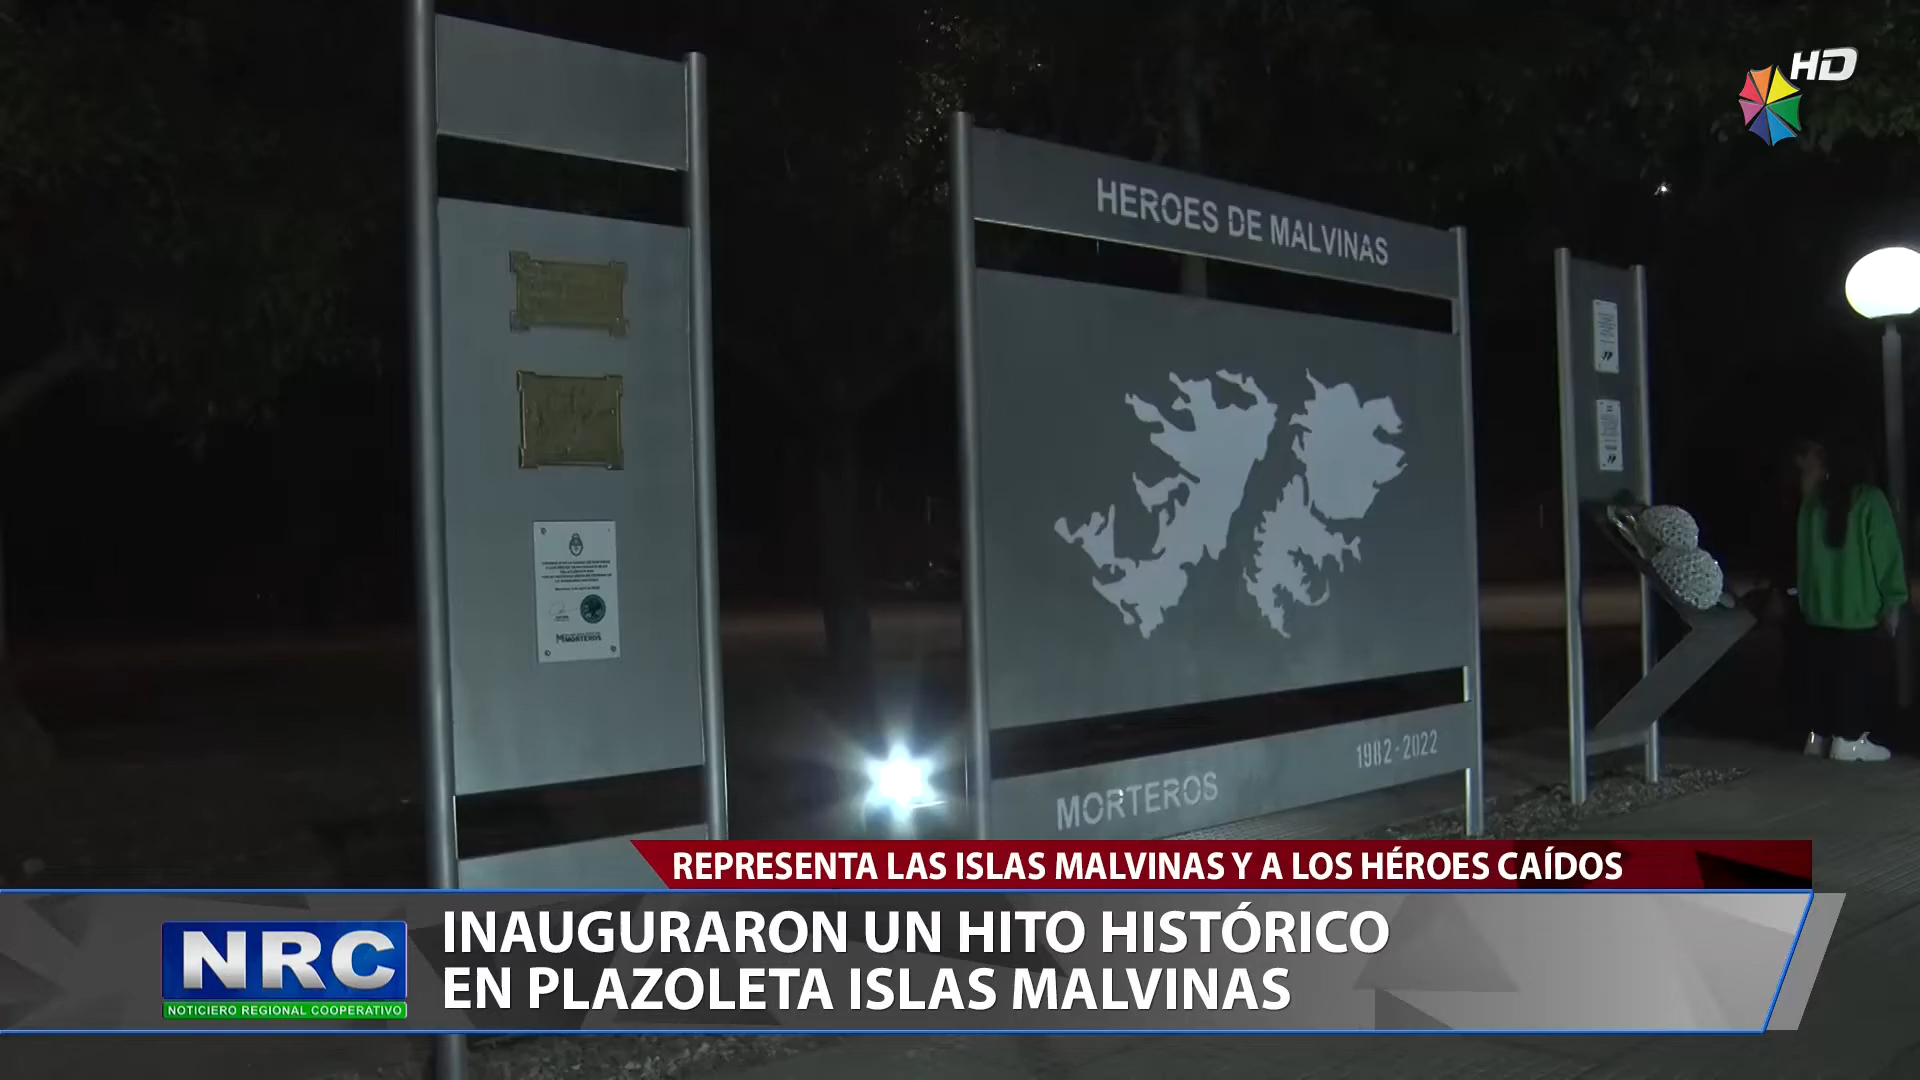 HD
HEROES DE MALVINAS
1982-2022
MORTEROS
MORTEROS
REPRESENTA LAS ISLAS MALVINAS Y A LOS HÉROES CAÍDOS
INAUGURARON UN HITO HISTÓRICO
EN PLAZOLETA ISLAS MALVINAS
NRC
NOTICIERO REGIONAL COOPERATIVO